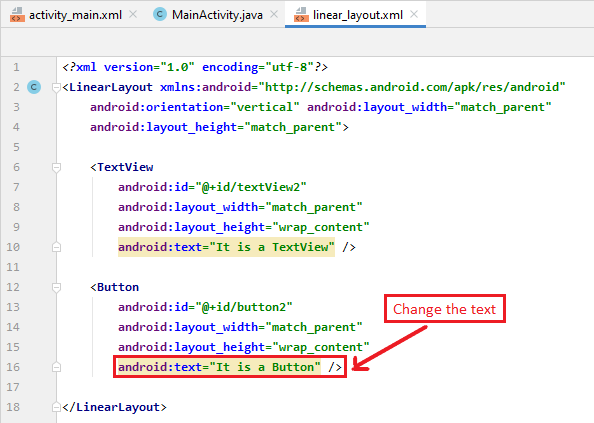 activity_main.xml MainActivity.java linear_layout.xml
1 <?xml version="1.0" encoding="utf-8"?>
2 <LinearLayout xmlns:android="http://schemas.android.com/apk/res/android"
3 android:orientation="vertical" android:layout_width="match_parent"
4 android:layout_height="match_parent">
5
6 <TextView
7 android:id="@+id/textView2"
8 android:layout_width="match_parent"
9 android:layout_height="wrap_content"
10 android:text="It is a TextView" />
11
12 <Button
13 android:id="@+id/button2"
Change the text
14 android:layout_width="match_parent"
15 android:layout_height="wrap_content"
16 android:text="It is a Button" />
17
18 </LinearLayout>